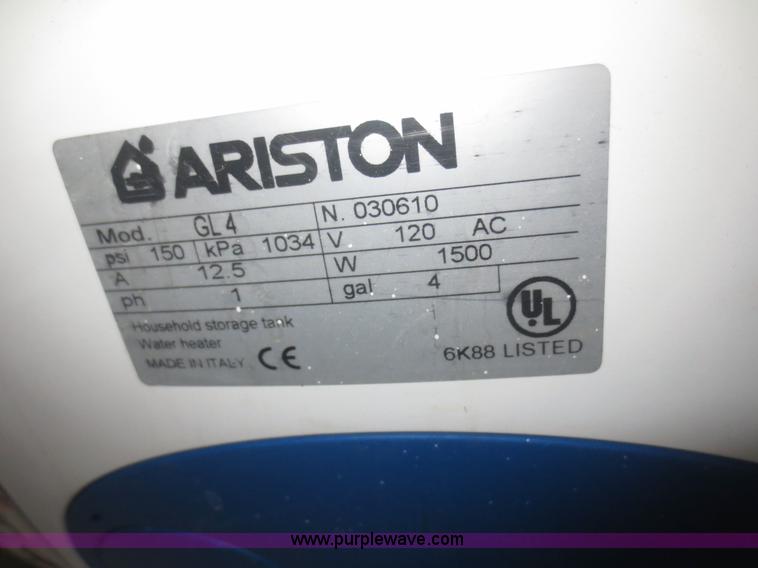 ARISTON
Mod. GL 4 N. 030610
psi 150 kPa 1034 V 120 AC
A 12.5 W 1500
ph 1 gal 4
Household storage tank
Water heater
MADE IN ITALY CE
UL
6K88 LISTED
www.purplewave.com